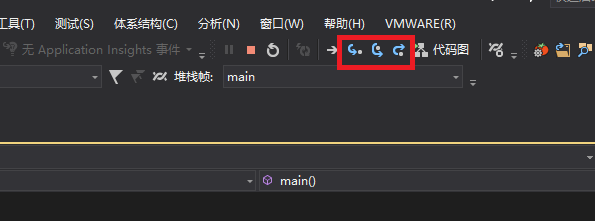 工具(T) 测试(S) 体系结构(C) 分析(N) 窗口(W) 帮助(H) VMWARE(R)
无 Application Insights 事件 代码图
堆栈帧: main
main()